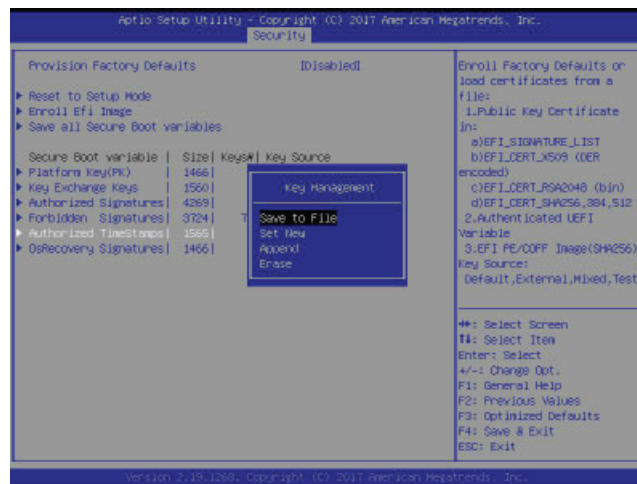 Aptio Setup Utility - Copyright (C) 2017 American Megatrends, Inc.
Security
Provision Factory Defaults [Disabled]
Reset to Setup Mode
Enroll Efi Image
Save all Secure Boot variables
Secure Boot variable | Size| Keys#| Key Source
Platform Key(PK) | 1466|
Key Exchange Keys | 1560|
Authorized Signatures| 4269|
Forbidden Signatures| 3724| 7
Authorized TimeStamps| 1565|
OsRecovery Signatures| 1466|
Key Management
Save to File
Set New
Append
Erase
Enroll Factory Defaults or
load certificates from a
file:
1.Public Key Certificate
in:
a)EFI_SIGNATURE_LIST
b)EFI_CERT_X509 (DER
encoded)
c)EFI_CERT_RSA2048 (bin)
d)EFI_CERT_SHA256,384,512
2.Authenticated UEFI
Variable
3.EFI PE/COFF Image(SHA256)
Key Source:
Default,External,Mixed,Test
→←: Select Screen
↑↓: Select Item
Enter: Select
+/-: Change Opt.
F1: General Help
F2: Previous Values
F3: Optimized Defaults
F4: Save & Exit
ESC: Exit
Version 2.19.1268. Copyright (C) 2017 American Megatrends, Inc.